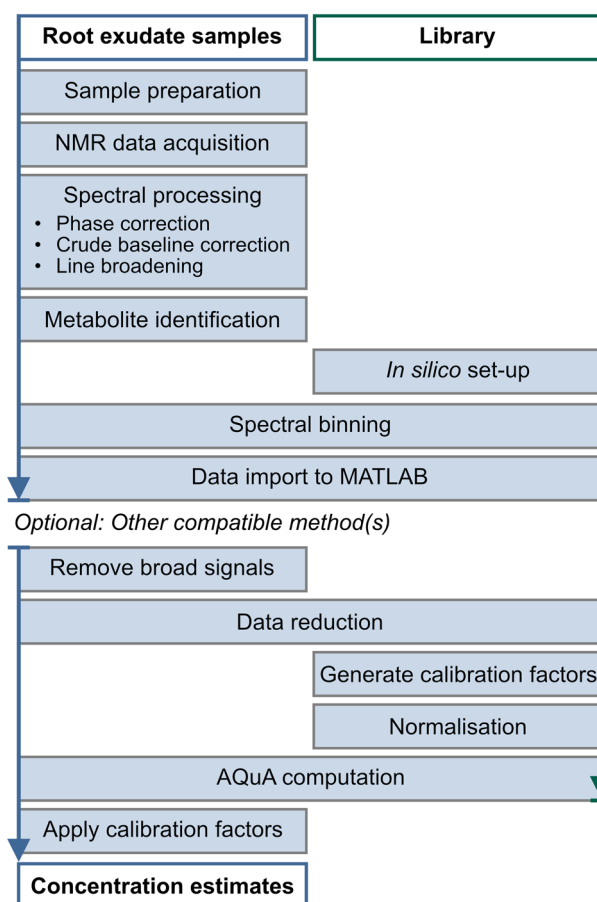 Root exudate samples
Library
Sample preparation
NMR data acquisition
Spectral processing
• Phase correction
• Crude baseline correction
• Line broadening
Metabolite identification
In silico set-up
Spectral binning
Data import to MATLAB
Optional: Other compatible method(s)
Remove broad signals
Data reduction
Generate calibration factors
Normalisation
AQuA computation
Apply calibration factors
Concentration estimates